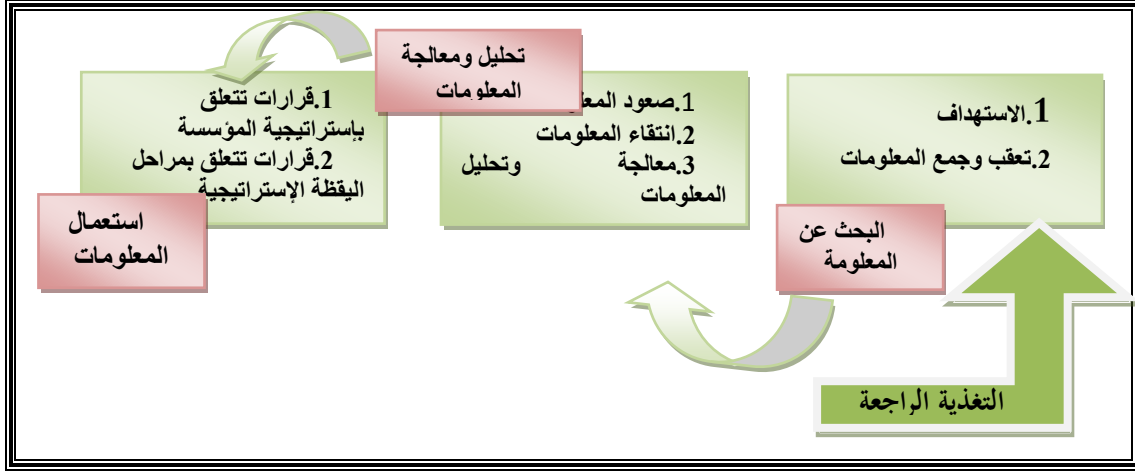 1.الاستهداف
2.تعقب وجمع المعلومات
البحث عن
المعلومة
1.صعود
2.انتقاء المعلومات
3.معالجة وتحليل
المعلومات
تحليل ومعالجة
المعلومات
1.قرارات تتعلق
بإستراتيجية المؤسسة
2.قرارات تتعلق بمراحل
اليقظة الإستراتيجية
استعمال
المعلومات
التغذية الراجعة